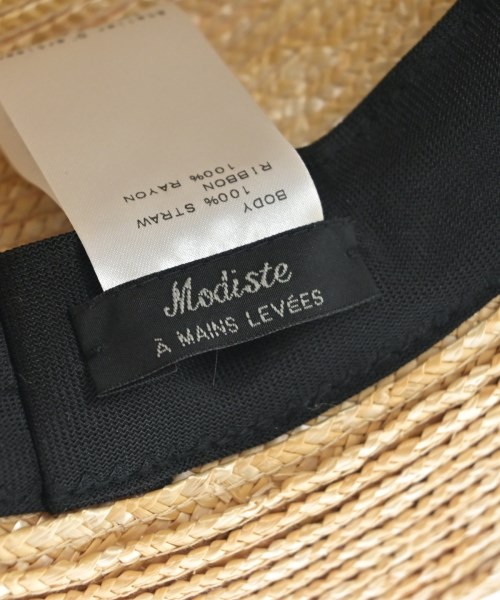 BODY
100% STRAW
RIBBON
100% RAYON
Modiste
À MAINS LEVÉES